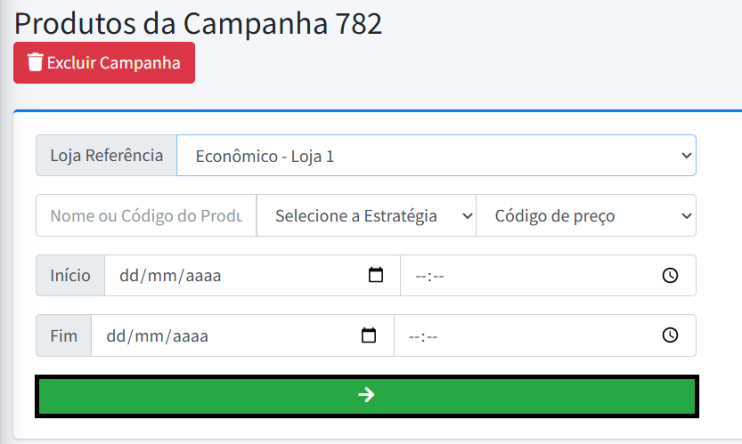 Produtos da Campanha 782
Excluir Campanha
Loja Referência Econômico - Loja 1
Nome ou Código do Produ Selecione a Estratégia Código de preço
Início dd/mm/aaaa --:--
Fim dd/mm/aaaa --:--